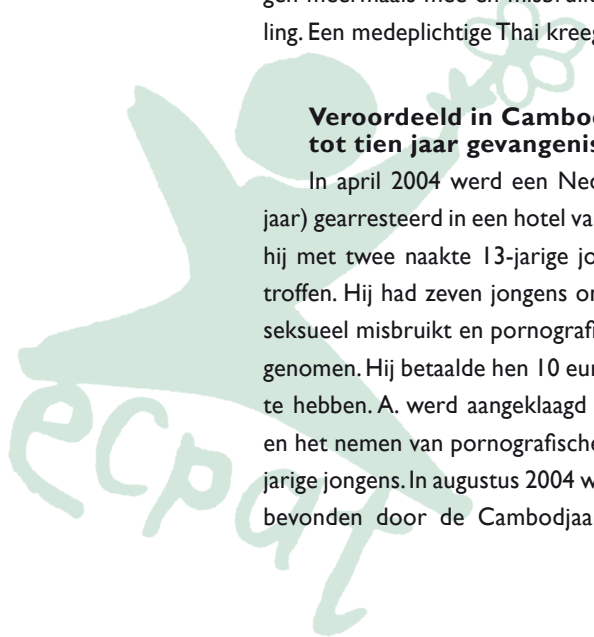 gen meermaals mee en misbruik
ling. Een medeplichtige Thai kreeg
Veroordeeld in Cambo
tot tien jaar gevangenis
In april 2004 werd een Ned
jaar) gearresteerd in een hotel va
hij met twee naakte 13-jarige jo
troffen. Hij had zeven jongens o
seksueel misbruikt en pornografi
genomen. Hij betaalde hen 10 eur
te hebben. A. werd aangeklaagd
en het nemen van pornografische
jarige jongens. In augustus 2004 w
bevonden door de Cambodjaa
ecpat